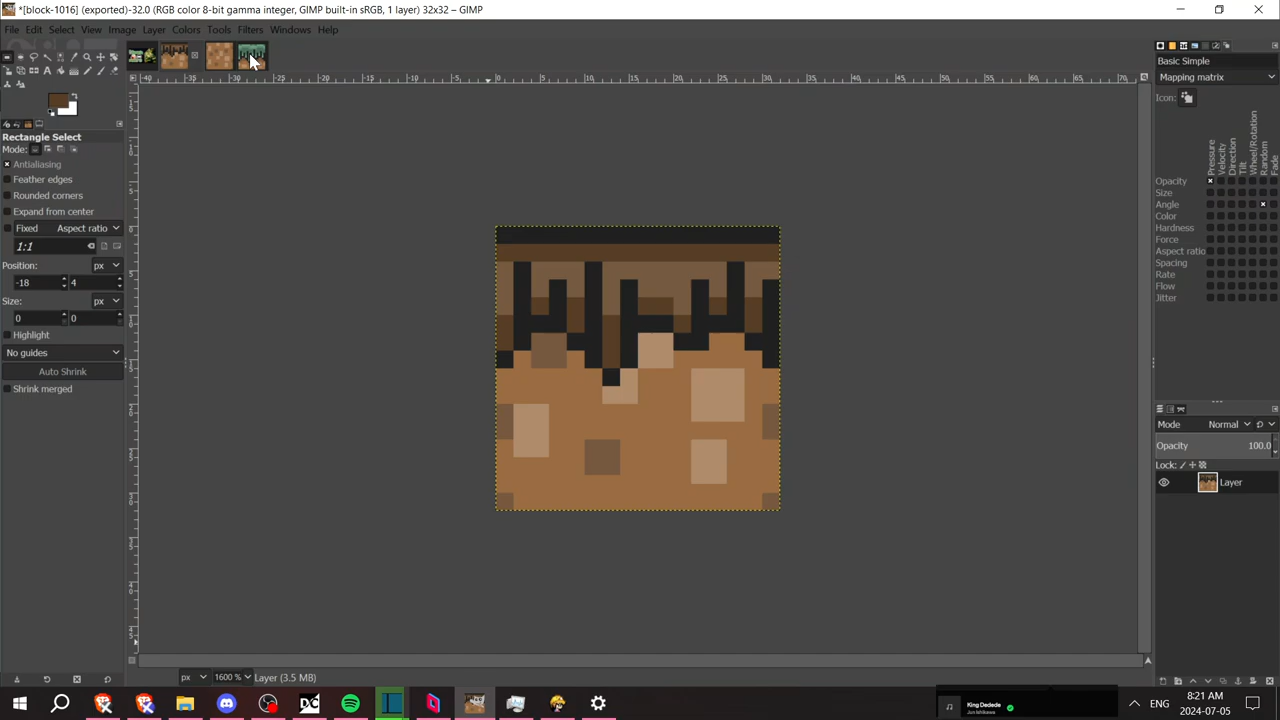 *[block-1016] (exported)-32.0 (RGB color 8-bit gamma integer, GIMP built-in sRGB, 1 layer) 32x32 – GIMP
File Edit Select View Image Layer Colors Tools Filters Windows Help
Rectangle Select
Mode:
Antialiasing
Feather edges
Rounded corners
Expand from center
Fixed Aspect ratio
1:1
Position: px
-18 4
Size: px
0 0
Highlight
No guides
Auto Shrink
Shrink merged
px 1600 % Layer (3.5 MB)
Basic Simple
Mapping matrix
Icon:
Pressure
Velocity
Direction
Tilt
Wheel/Rotation
Random
Fade
Opacity
Size
Angle
Color
Hardness
Force
Aspect ratio
Spacing
Rate
Flow
Jitter
Mode Normal
Opacity 100.0
Lock:
Layer
King Dedede
Jun Ishikawa
ENG
8:21 AM
2024-07-05